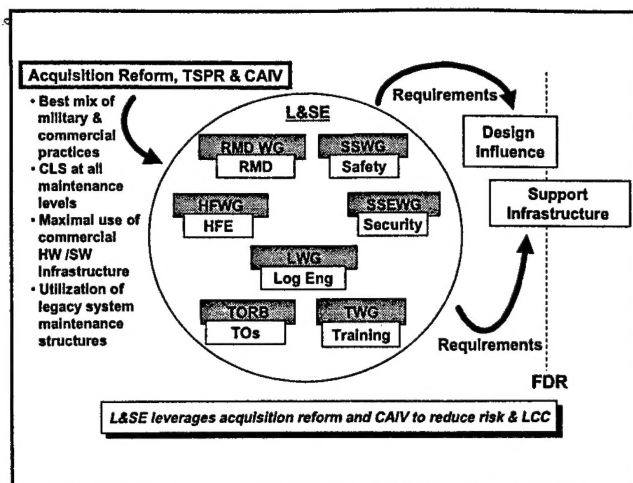 Acquisition Reform, TSPR & CAIV
• Best mix of
military &
commercial
practices
• CLS at all
maintenance
levels
• Maximal use of
commercial
HW /SW
Infrastructure
• Utilization of
legacy system
maintenance
structures
L&SE
RMD WG
RMD
SSWG
Safety
HFWG
HFE
SSEWG
Security
LWG
Log Eng
TORB
TOs
TWG
Training
Requirements
Design
Influence
Support
Infrastructure
Requirements
FDR
L&SE leverages acquisition reform and CAIV to reduce risk & LCC